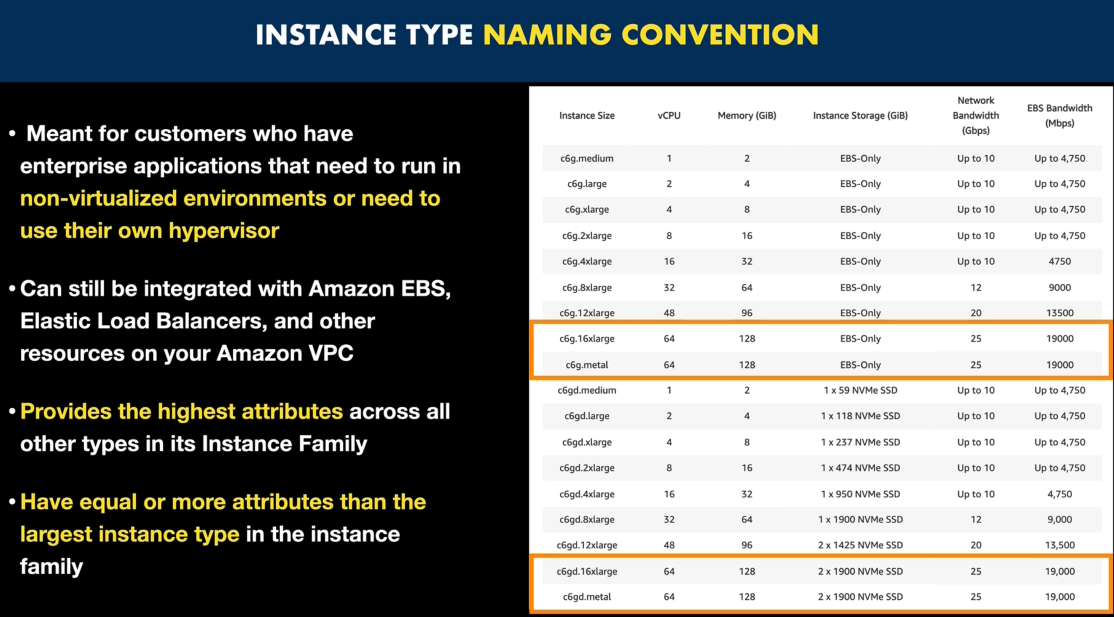 INSTANCE TYPE NAMING CONVENTION
• Meant for customers who have
enterprise applications that need to run in
non-virtualized environments or need to
use their own hypervisor
• Can still be integrated with Amazon EBS,
Elastic Load Balancers, and other
resources on your Amazon VPC
• Provides the highest attributes across all
other types in its Instance Family
• Have equal or more attributes than the
largest instance type in the instance
family
Instance Size vCPU Memory (GiB) Instance Storage (GiB) Network Bandwidth (Gbps) EBS Bandwidth (Mbps)
c6g.medium 1 2 EBS-Only Up to 10 Up to 4,750
c6g.large 2 4 EBS-Only Up to 10 Up to 4,750
c6g.xlarge 4 8 EBS-Only Up to 10 Up to 4,750
c6g.2xlarge 8 16 EBS-Only Up to 10 Up to 4,750
c6g.4xlarge 16 32 EBS-Only Up to 10 4750
c6g.8xlarge 32 64 EBS-Only 12 9000
c6g.12xlarge 48 96 EBS-Only 20 13500
c6g.16xlarge 64 128 EBS-Only 25 19000
c6g.metal 64 128 EBS-Only 25 19000
c6gd.medium 1 2 1 x 59 NVMe SSD Up to 10 Up to 4,750
c6gd.large 2 4 1 x 118 NVMe SSD Up to 10 Up to 4,750
c6gd.xlarge 4 8 1 x 237 NVMe SSD Up to 10 Up to 4,750
c6gd.2xlarge 8 16 1 x 474 NVMe SSD Up to 10 Up to 4,750
c6gd.4xlarge 16 32 1 x 950 NVMe SSD Up to 10 4,750
c6gd.8xlarge 32 64 1 x 1900 NVMe SSD 12 9,000
c6gd.12xlarge 48 96 2 x 1425 NVMe SSD 20 13,500
c6gd.16xlarge 64 128 2 x 1900 NVMe SSD 25 19,000
c6gd.metal 64 128 2 x 1900 NVMe SSD 25 19,000